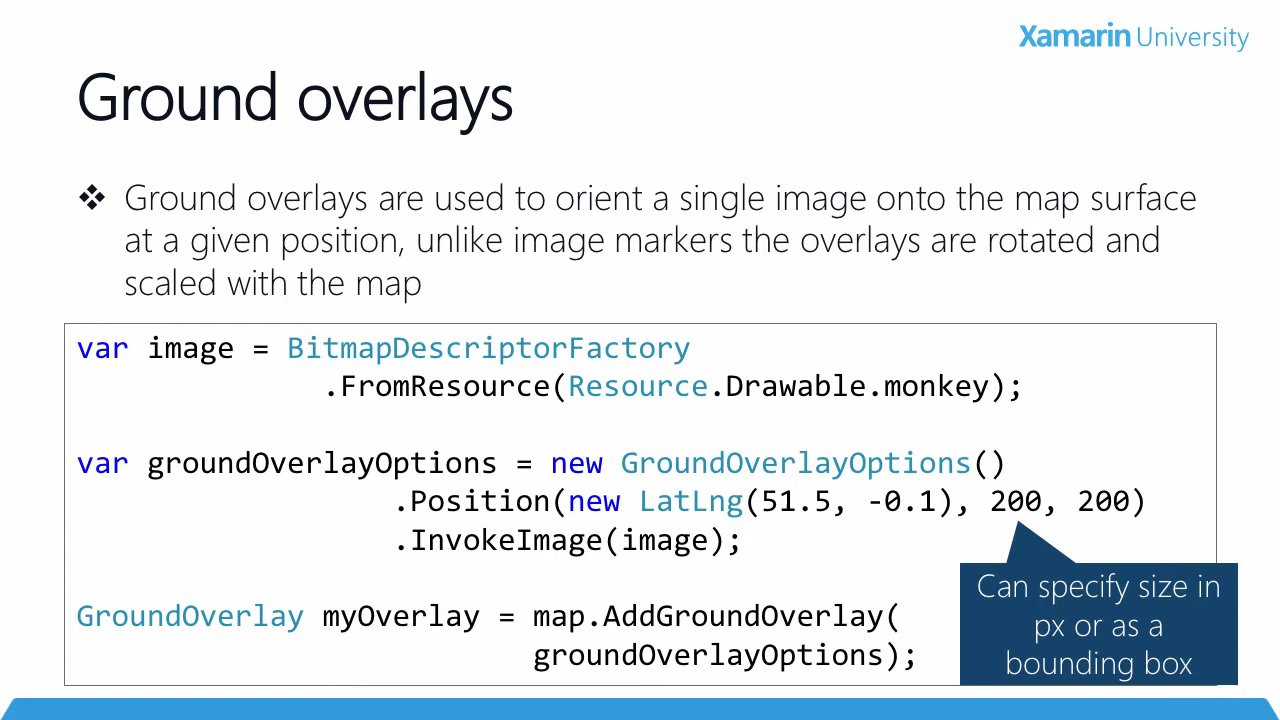 Xamarin University
Ground overlays
❖ Ground overlays are used to orient a single image onto the map surface
at a given position, unlike image markers the overlays are rotated and
scaled with the map
var image = BitmapDescriptorFactory
.FromResource(Resource.Drawable.monkey);
var groundOverlayOptions = new GroundOverlayOptions()
.Position(new LatLng(51.5, -0.1), 200, 200)
.InvokeImage(image);
GroundOverlay myOverlay = map.AddGroundOverlay(
groundOverlayOptions);
Can specify size in
px or as a
bounding box